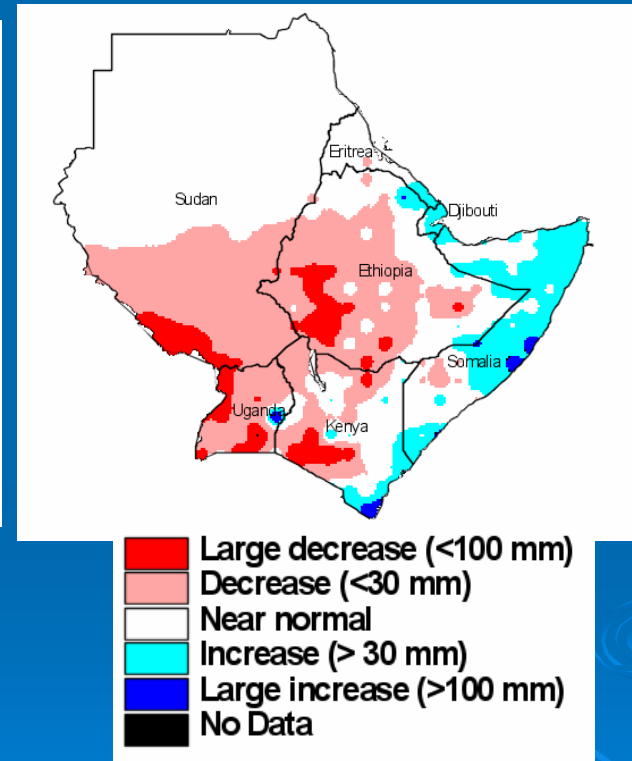 Eritrea
Sudan
Djibouti
Ethiopia
Somalia
Uganda
Kenya
Large decrease (<100 mm)
Decrease (<30 mm)
Near normal
Increase (> 30 mm)
Large increase (>100 mm)
No Data